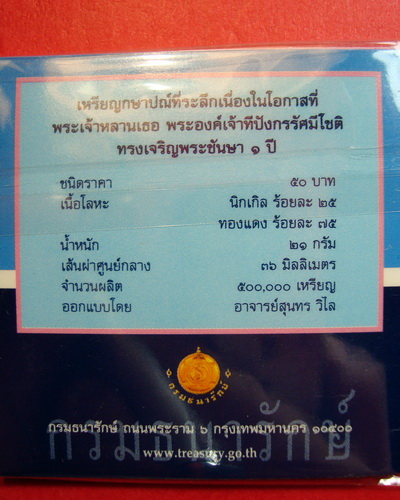 เหรียญกษาปณ์ที่ระลึกเนื่องในโอกาสที่
พระเจ้าหลานเธอ พระองค์เจ้าทีปังกรรัศมีโชติ
ทรงเจริญพระชันษา ๑ ปี
ชนิดราคา ๕๐ บาท
เนื้อโลหะ นิกเกิล ร้อยละ ๒๕
ทองแดง ร้อยละ ๗๕
น้ำหนัก ๒๑ กรัม
เส้นผ่าศูนย์กลาง ๓๖ มิลลิเมตร
จำนวนผลิต ๕๐๐,๐๐๐ เหรียญ
ออกแบบโดย อาจารย์สุนทร วิไล
กรมธนารักษ์
กรมธนารักษ์
กรมธนารักษ์ ถนนพระราม ๖ กรุงเทพมหานคร ๑๐๔๐๐
www.treasury.go.th